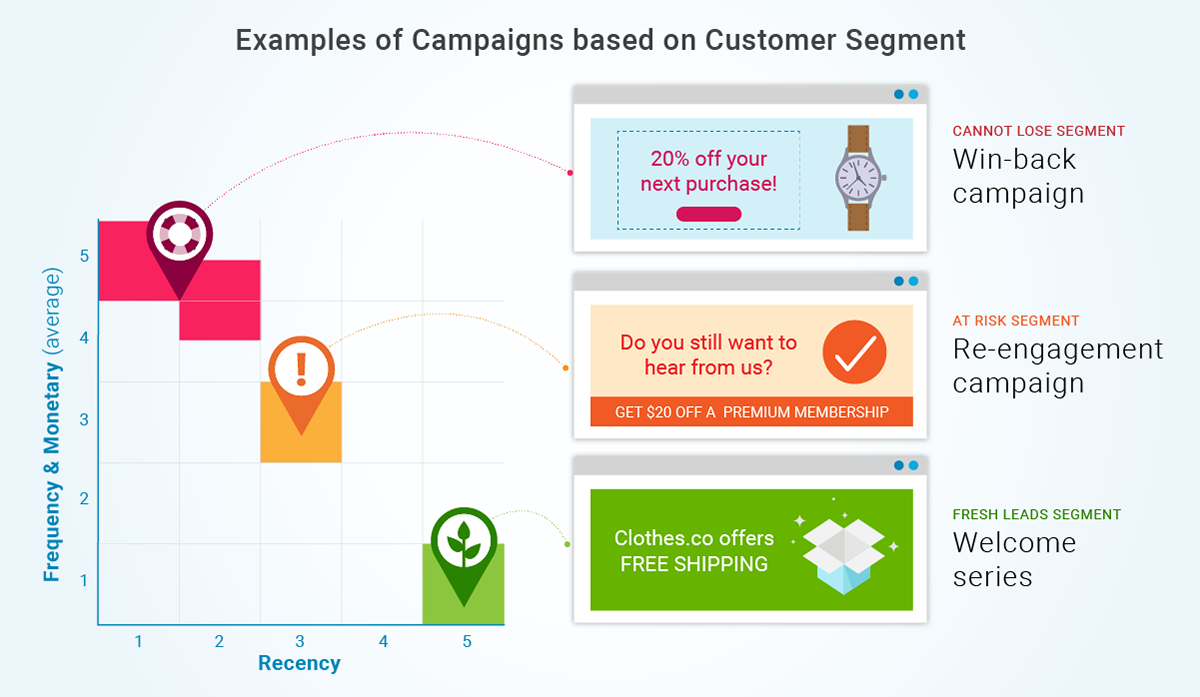 Examples of Campaigns based on Customer Segment
20% off your
next purchase!
CANNOT LOSE SEGMENT
Win-back
campaign
Do you still want to
hear from us?
GET $20 OFF A PREMIUM MEMBERSHIP
AT RISK SEGMENT
Re-engagement
campaign
Clothes.co offers
FREE SHIPPING
FRESH LEADS SEGMENT
Welcome
series
Frequency & Monetary (average)
5
4
3
2
1
1 2 3 4 5
Recency